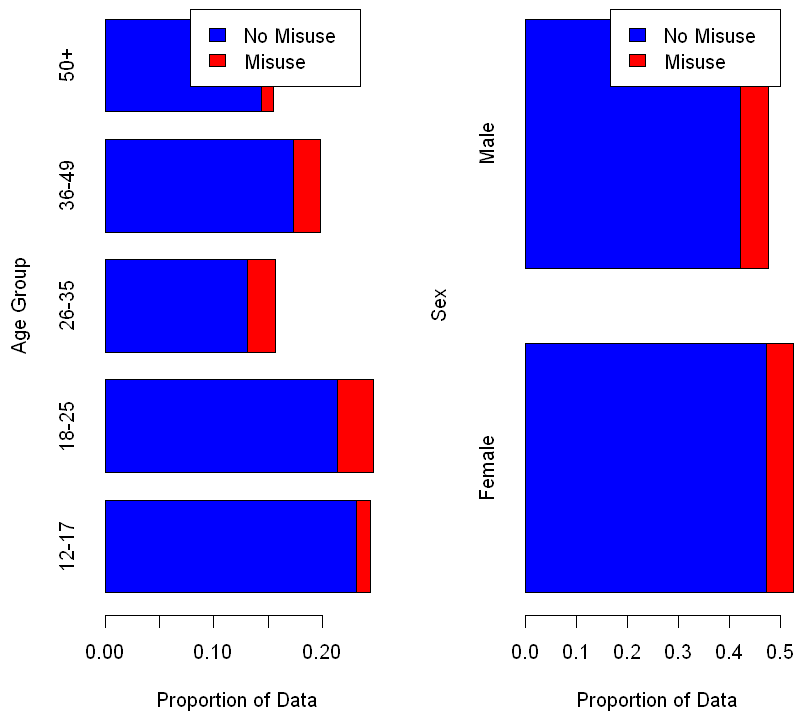 No Misuse
Misuse
50+
36-49
26-35
18-25
12-17
Age Group
0.00 0.10 0.20
Proportion of Data
No Misuse
Misuse
Male
Female
Sex
0.0 0.1 0.2 0.3 0.4 0.5
Proportion of Data